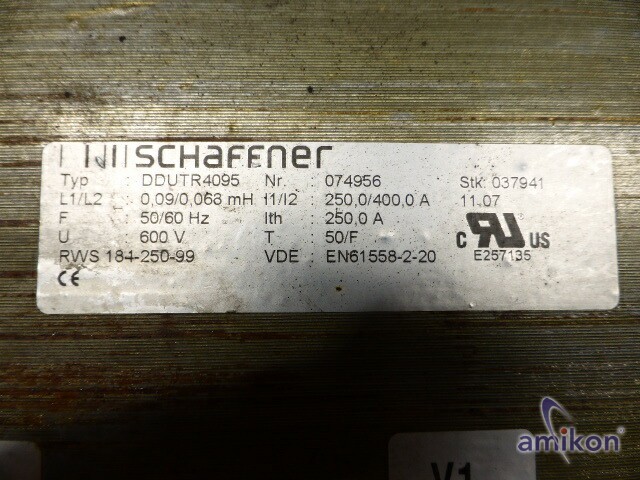 SCHAFFNER
Typ : DDUTR4095 Nr. : 074956 Stk: 037941
L1/L2 : 0,09/0,063 mH I1/I2 : 250,0/400,0 A 11.07
F : 50/60 Hz Ith : 250,0 A
U : 600 V T : 50/F
RWS 184-250-99 VDE : EN61558-2-20
c RU US
E257135
CE
V1
amikon